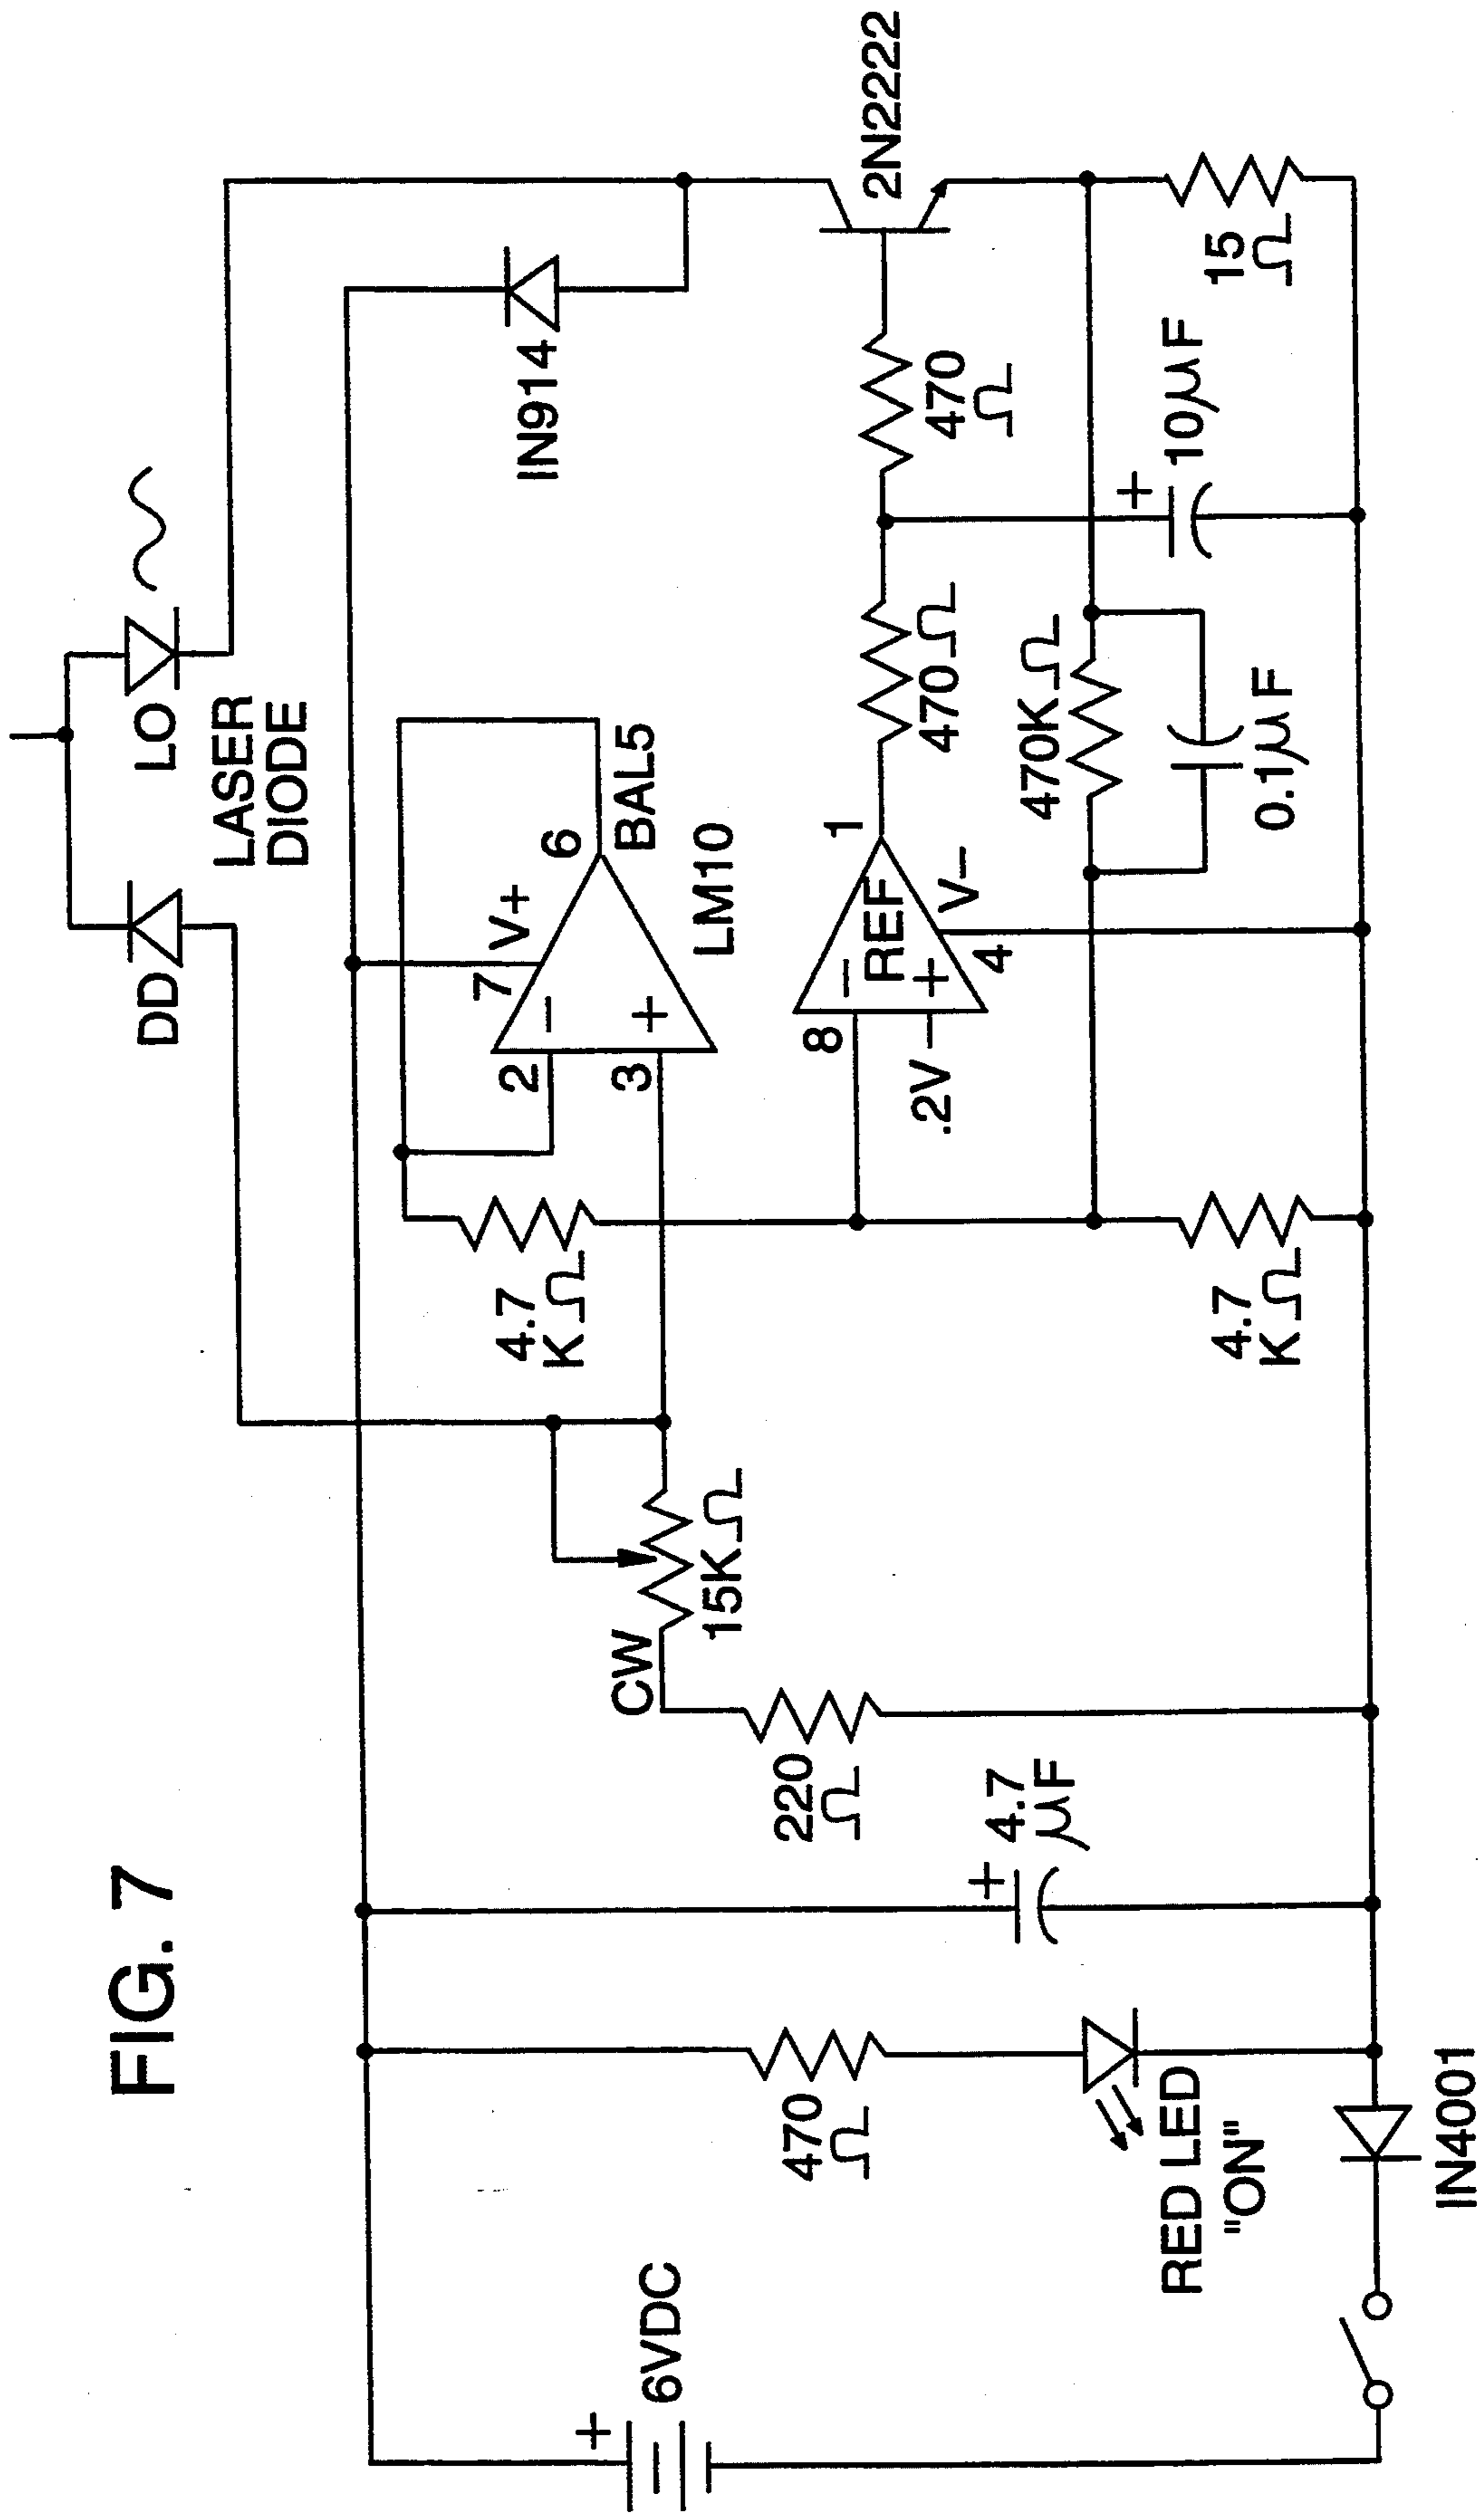 FIG. 7
6VDC
+
470
Ω
RED LED
"ON"
IN4001
+
4.7
μF
220
Ω
CW
15KΩ
4.7
KΩ
4.7
KΩ
DD
LASER
DIODE
LO
2
3
−
+
7
V+
6
BAL5
LM10
8
.2V
−
+
REF
1
V−
4
470Ω
470KΩ
0.1μF
470
Ω
+
10μF
15
Ω
IN914
2N2222